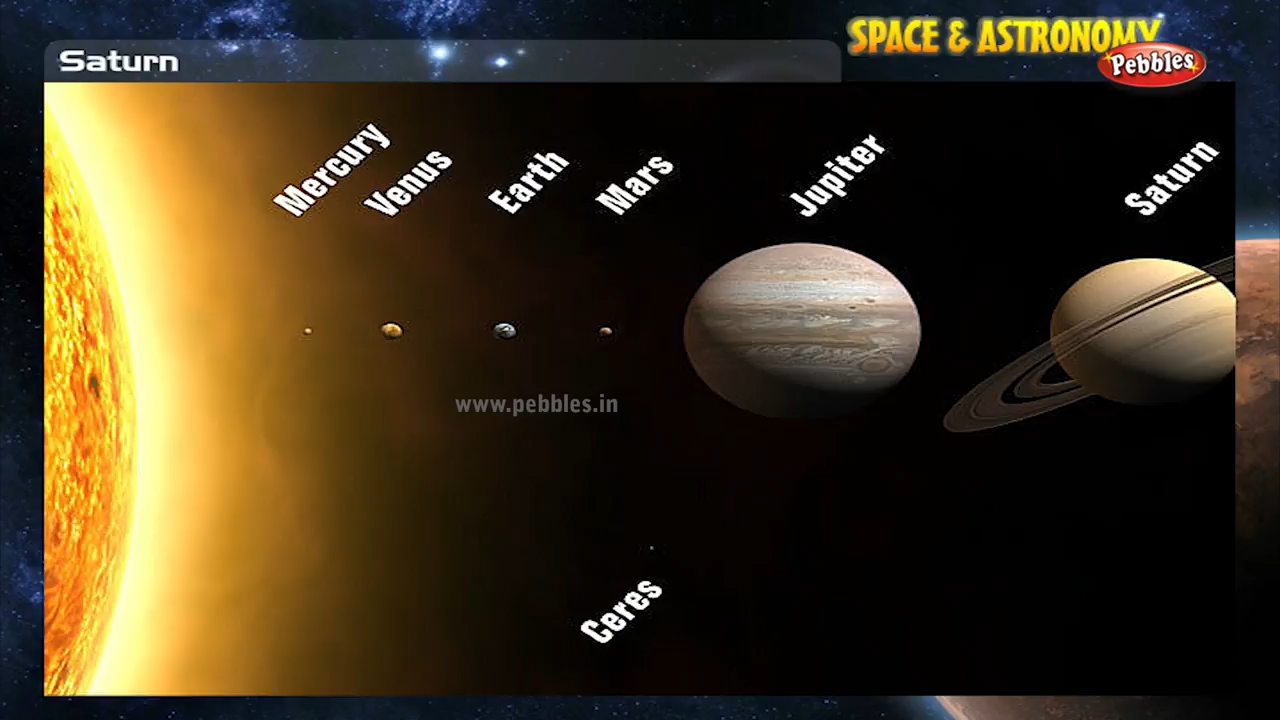 SPACE & ASTRONOMY
Pebbles
Saturn
Mercury
Venus
Earth
Mars
Jupiter
Saturn
www.pebbles.in
Ceres